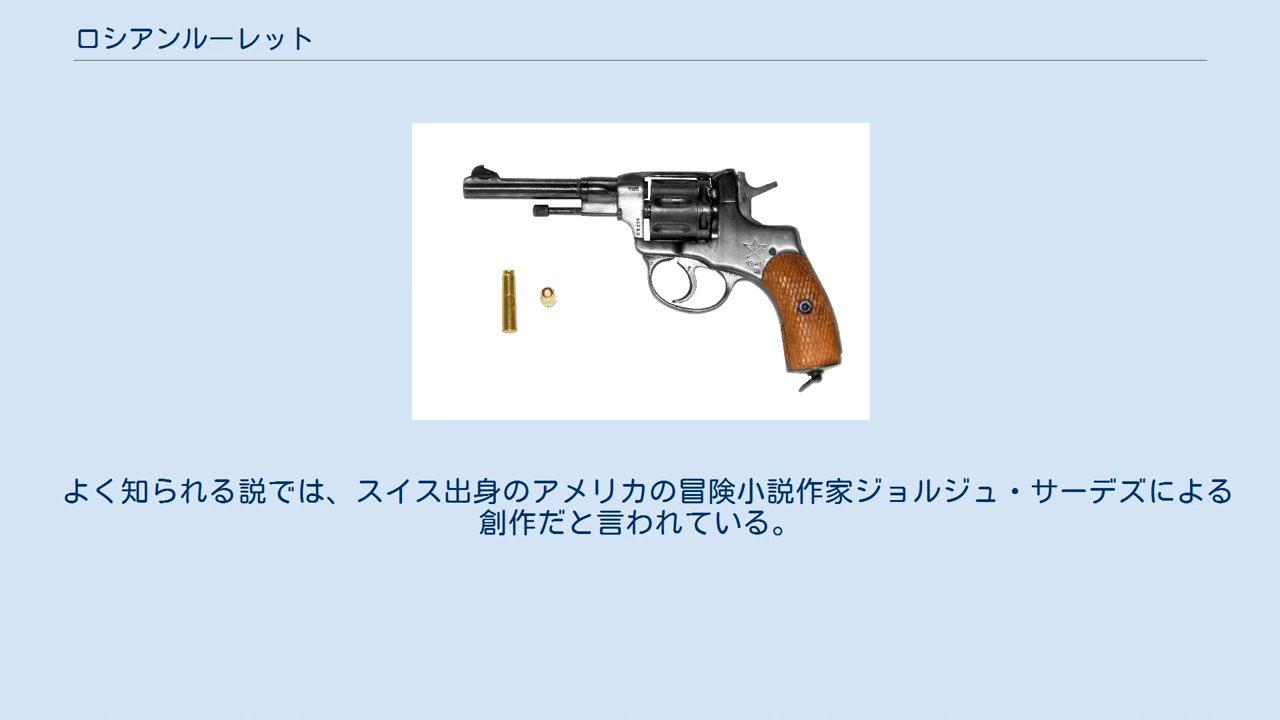 ロシアンルーレット
よく知られる説では、スイス出身のアメリカの冒険小説作家ジョルジュ・サーデズによる
創作だと言われている。